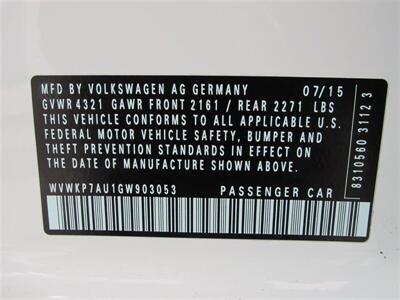 MFD BY VOLKSWAGEN AG GERMANY 07/15
GVWR 4321 GAWR FRONT 2161 / REAR 2271 LBS
THIS VEHICLE CONFORMS TO ALL APPLICABLE U.S.
FEDERAL MOTOR VEHICLE SAFETY, BUMPER AND
THEFT PREVENTION STANDARDS IN EFFECT ON
THE DATE OF MANUFACTURE SHOWN ABOVE.
WVWKP7AU1GW903053 PASSENGER CAR
8310560 3112 3